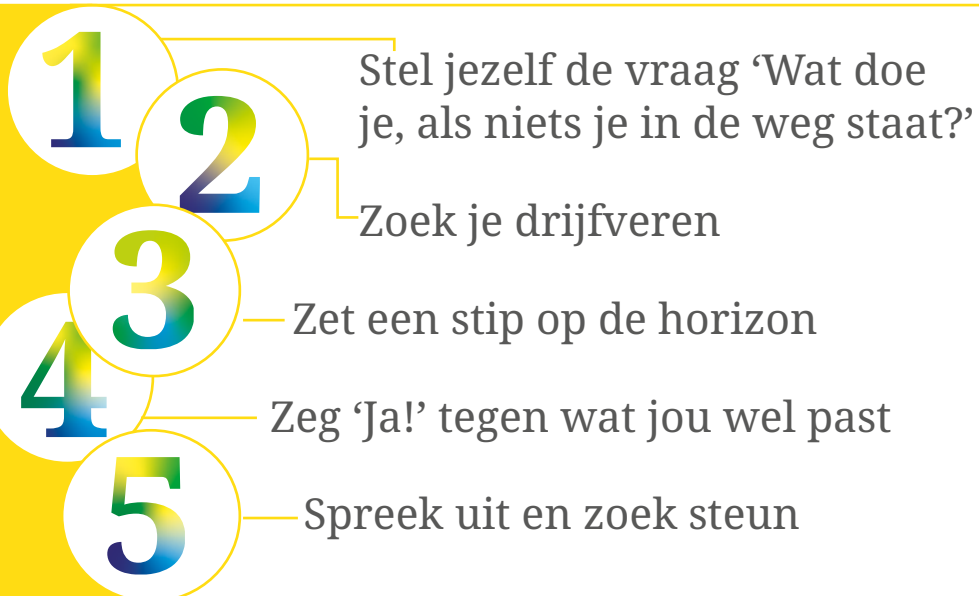 1
Stel jezelf de vraag ‘Wat doe
je, als niets je in de weg staat?’
2
Zoek je drijfveren
3
Zet een stip op de horizon
4
Zeg ‘Ja!’ tegen wat jou wel past
5
Spreek uit en zoek steun